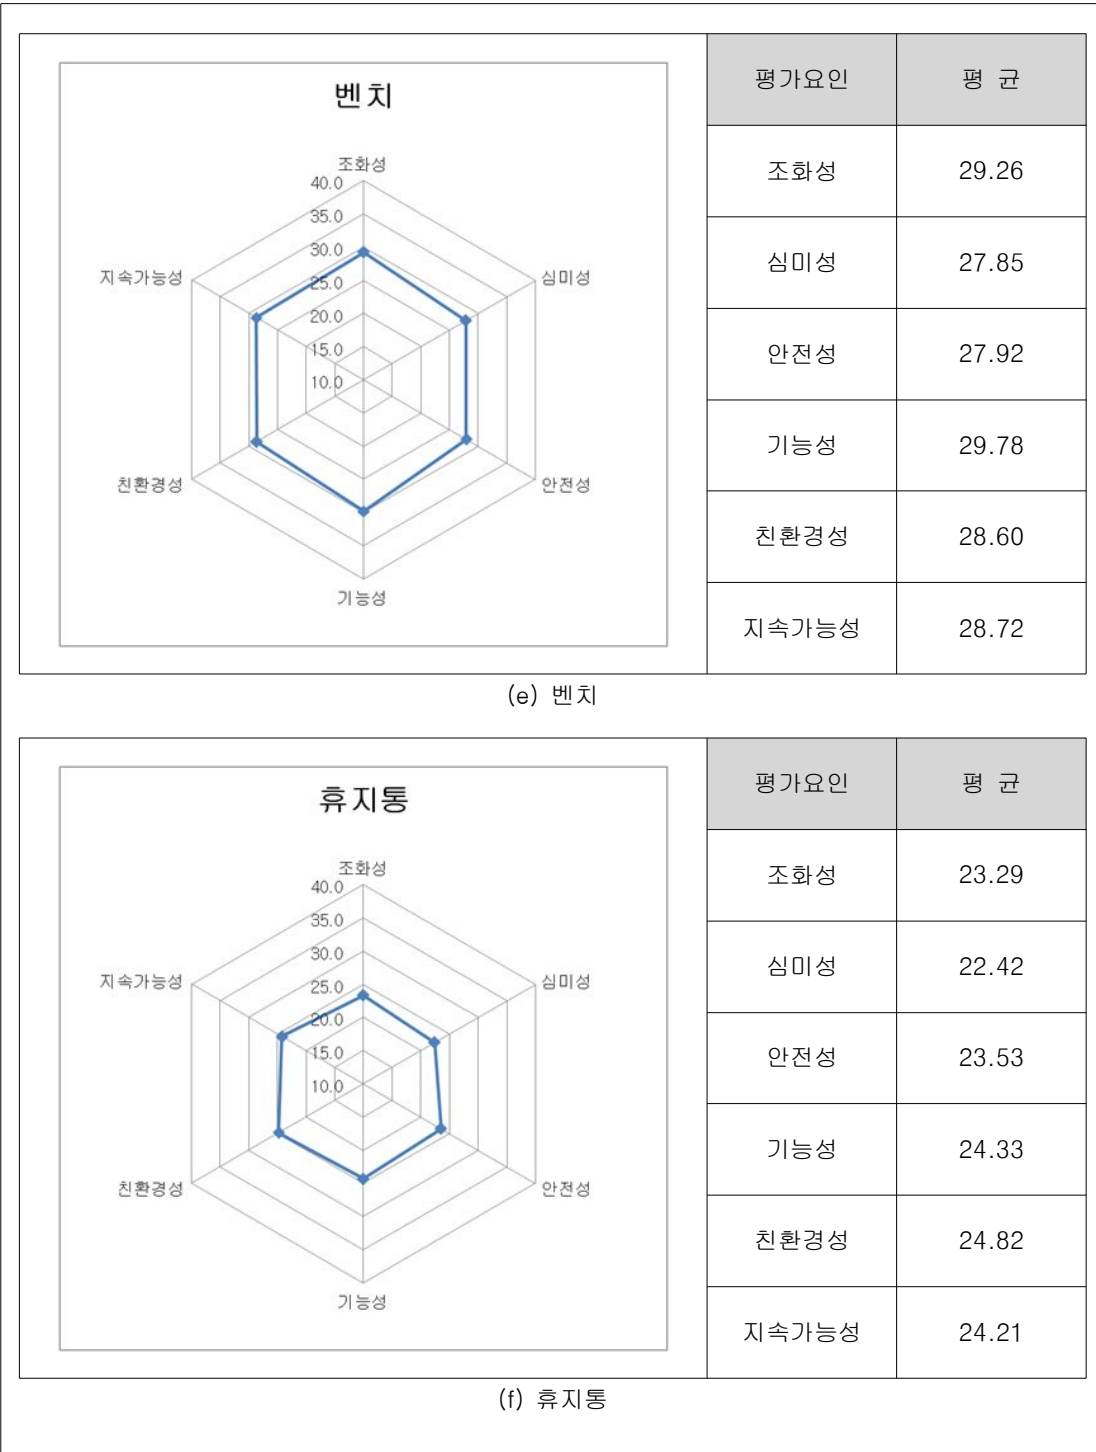 벤치
조화성
40.0
35.0
30.0
25.0
20.0
15.0
10.0
지속가능성
심미성
친환경성
안전성
기능성
평가요인 평 균
조화성 29.26
심미성 27.85
안전성 27.92
기능성 29.78
친환경성 28.60
지속가능성 28.72
(e) 벤치
휴지통
조화성
40.0
35.0
30.0
25.0
20.0
15.0
10.0
지속가능성
심미성
친환경성
안전성
기능성
평가요인 평 균
조화성 23.29
심미성 22.42
안전성 23.53
기능성 24.33
친환경성 24.82
지속가능성 24.21
(f) 휴지통